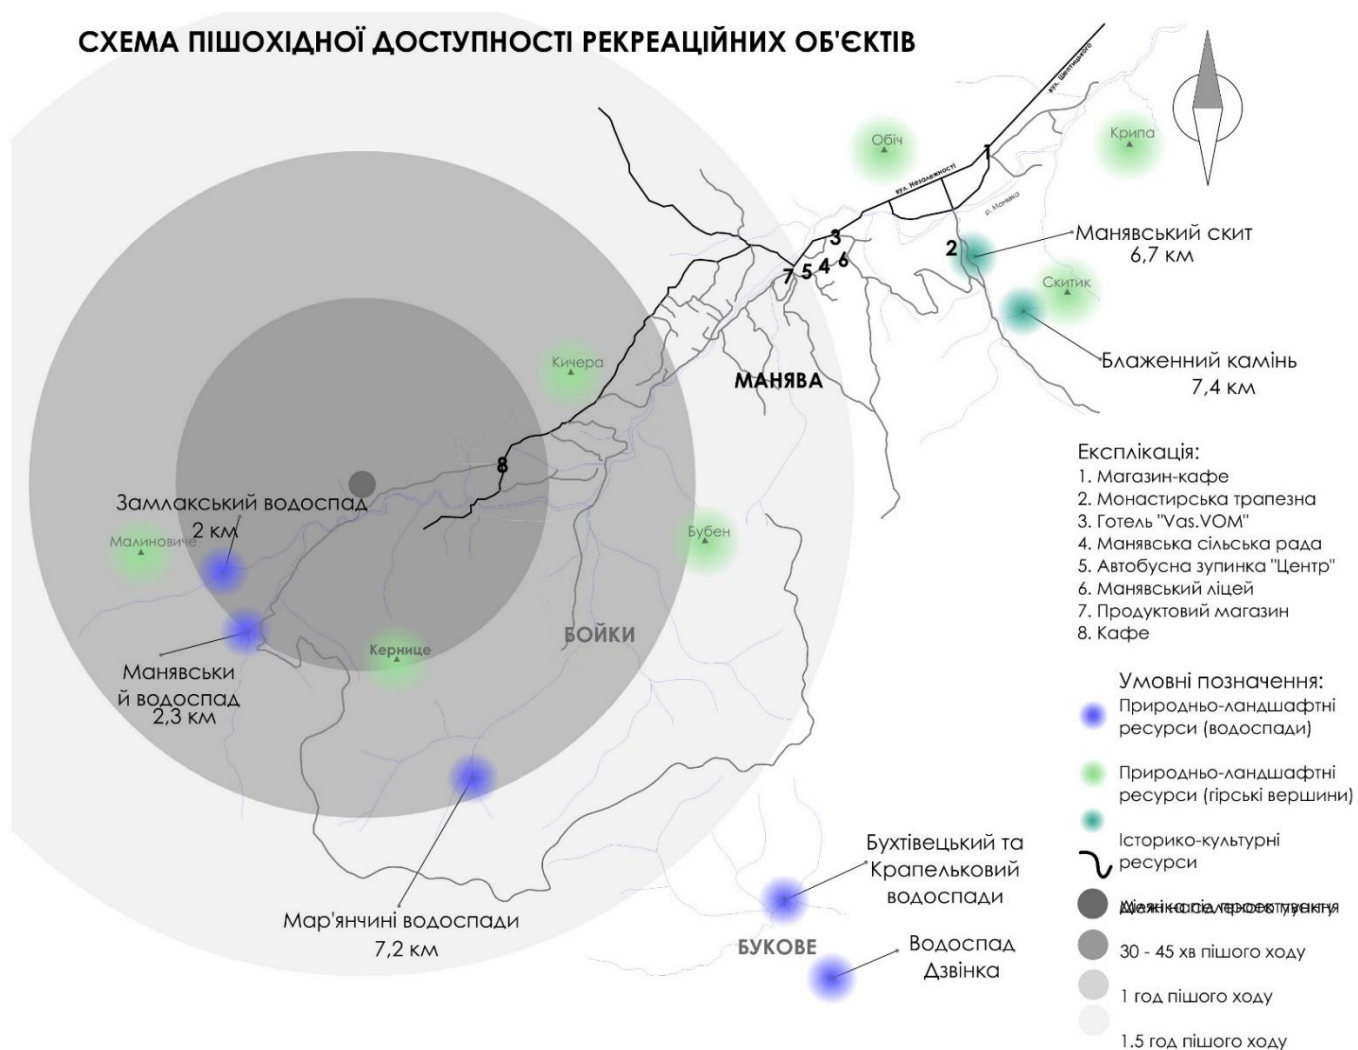 СХЕМА ПІШОХІДНОЇ ДОСТУПНОСТІ РЕКРЕАЦІЙНИХ ОБ'ЄКТІВ
вул. Шептицького
Обіч
Крипа
1
вул. Незалежності
р. Манявка
2
3
Манявський скит
6,7 км
7 5 4 6
Скитик
Блаженний камінь
7,4 км
Кичера
МАНЯВА
8
Замлакський водоспад
2 км
Малиновиче
Бубен
БОЙКИ
Кернице
Манявськи
й водоспад
2,3 км
Мар'янчині водоспади
7,2 км
Бухтівецький та
Крапельковий
водоспади
БУКОВЕ
Водоспад
Дзвінка
Експлікація:
1. Магазин-кафе
2. Монастирська трапезна
3. Готель "Vas.VOM"
4. Манявська сільська рада
5. Автобусна зупинка "Центр"
6. Манявський ліцей
7. Продуктовий магазин
8. Кафе
Умовні позначення:
Природньо-ландшафтні
ресурси (водоспади)
Природньо-ландшафтні
ресурси (гірські вершини)
Історико-культурні
ресурси
30 - 45 хв пішого ходу
1 год пішого ходу
1.5 год пішого ходу